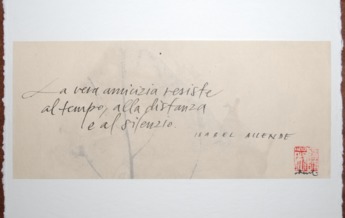 La vera amicizia resiste
al tempo, alla distanza
e al silenzio.
ISABEL ALLENDE